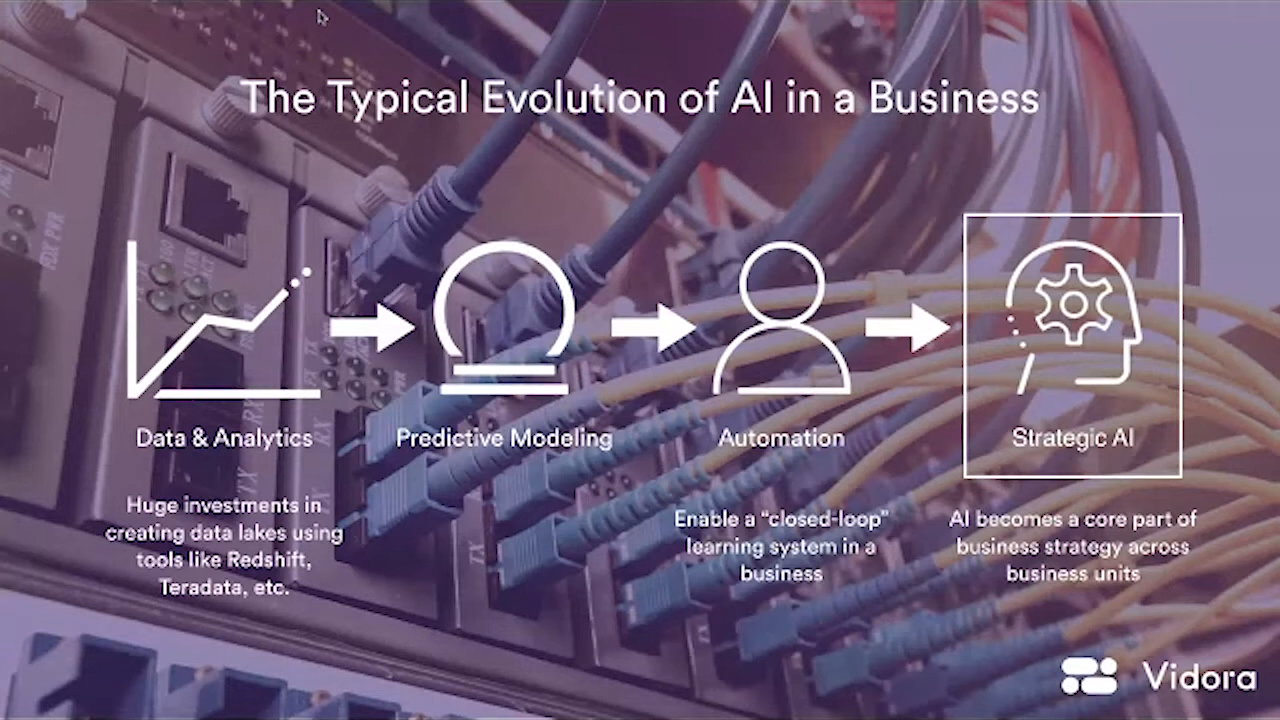 The Typical Evolution of AI in a Business
Data & Analytics
Predictive Modeling
Automation
Strategic AI
Huge investments in
creating data lakes using
tools like Redshift,
Teradata, etc.
Enable a “closed-loop”
learning system in a
business
AI becomes a core part of
business strategy across
business units
Vidora